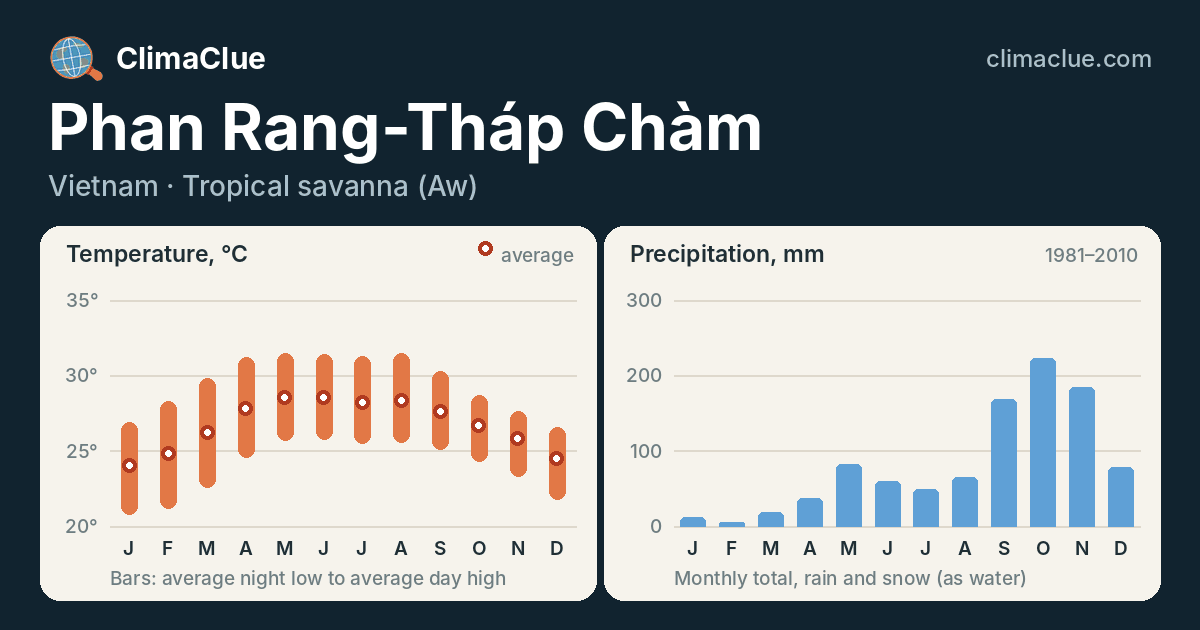 ClimaClue
climaclue.com
Phan Rang-Tháp Chàm
Vietnam · Tropical savanna (Aw)
Temperature, °C
average
35°
30°
25°
20°
J F M A M J J A S O N D
Bars: average night low to average day high
Precipitation, mm
1981–2010
300
200
100
0
J F M A M J J A S O N D
Monthly total, rain and snow (as water)